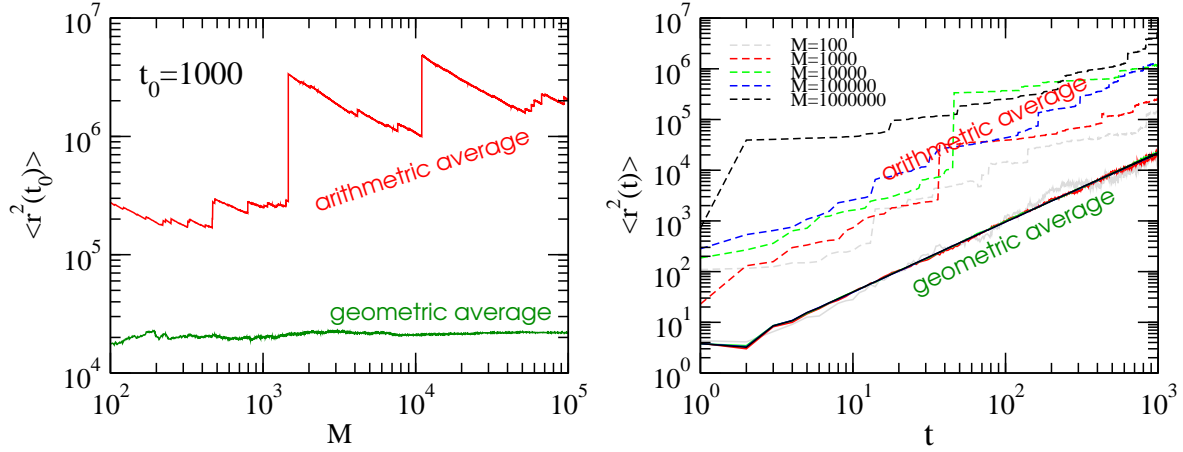 10^7
10^6
10^5
10^4
<r^2(t_0)>
t_0=1000
arithmetric average
geometric average
10^2
10^3
10^4
10^5
M
10^7
10^6
10^5
10^4
10^3
10^2
10^1
10^0
<r^2(t)>
M=100
M=1000
M=10000
M=100000
M=1000000
arithmetric average
geometric average
10^0
10^1
10^2
10^3
t